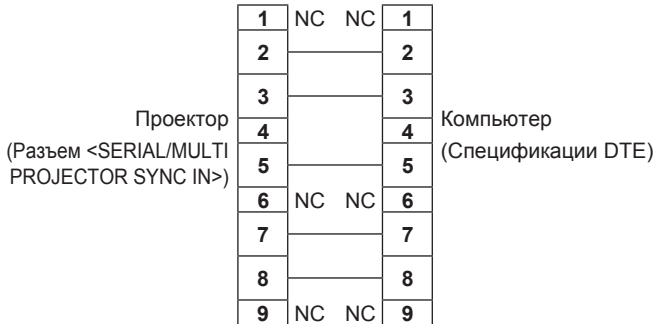 1 NC NC 1
2 2
3 3
Проектор
(Разъем <SERIAL/MULTI
PROJECTOR SYNC IN>)
4 4
Компьютер
(Спецификации DTE)
5 5
6 NC NC 6
7 7
8 8
9 NC NC 9